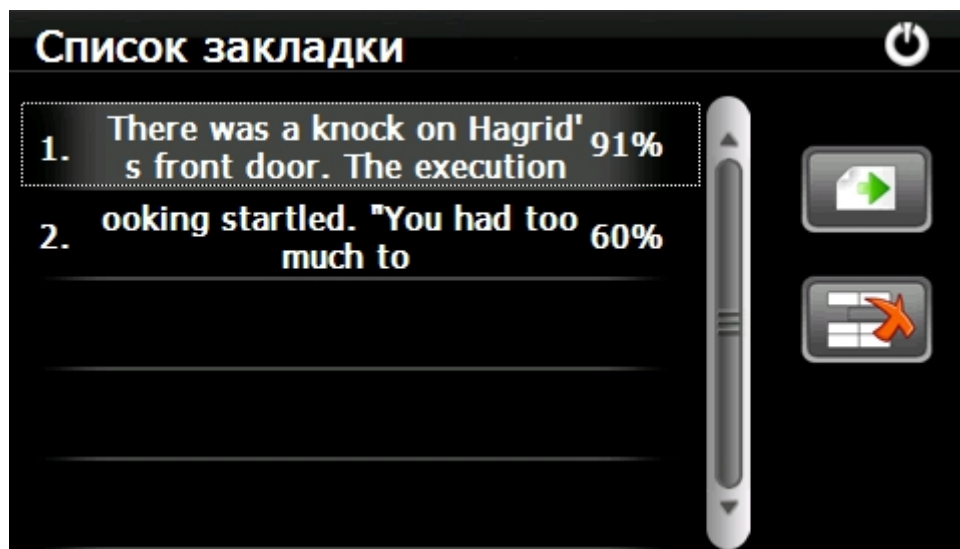 Список закладки
1. There was a knock on Hagrid' 91%
s front door. The execution
2. ooking startled. "You had too 60%
much to